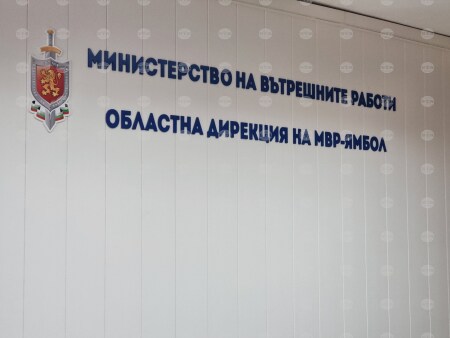 МИНИСТЕРСТВО НА ВЪТРЕШНИТЕ РАБОТИ
ОБЛАСТНА ДИРЕКЦИЯ НА МВР-ЯМБОЛ